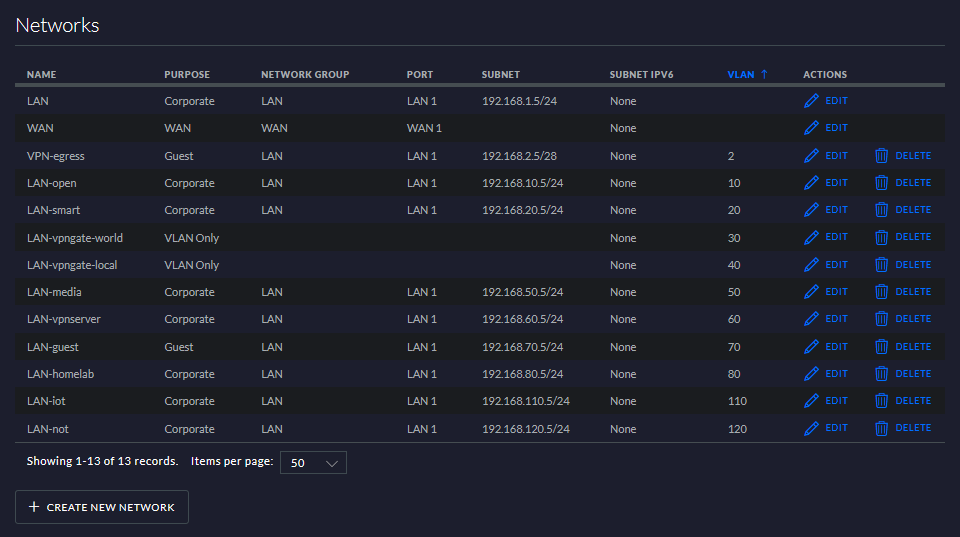 Networks
NAME PURPOSE NETWORK GROUP PORT SUBNET SUBNET IPV6 VLAN ↑ ACTIONS
LAN Corporate LAN LAN 1 192.168.1.5/24 None EDIT
WAN WAN WAN WAN 1 None EDIT
VPN-egress Guest LAN LAN 1 192.168.2.5/28 None 2 EDIT DELETE
LAN-open Corporate LAN LAN 1 192.168.10.5/24 None 10 EDIT DELETE
LAN-smart Corporate LAN LAN 1 192.168.20.5/24 None 20 EDIT DELETE
LAN-vpngate-world VLAN Only None 30 EDIT DELETE
LAN-vpngate-local VLAN Only None 40 EDIT DELETE
LAN-media Corporate LAN LAN 1 192.168.50.5/24 None 50 EDIT DELETE
LAN-vpnserver Corporate LAN LAN 1 192.168.60.5/24 None 60 EDIT DELETE
LAN-guest Guest LAN LAN 1 192.168.70.5/24 None 70 EDIT DELETE
LAN-homelab Corporate LAN LAN 1 192.168.80.5/24 None 80 EDIT DELETE
LAN-iot Corporate LAN LAN 1 192.168.110.5/24 None 110 EDIT DELETE
LAN-not Corporate LAN LAN 1 192.168.120.5/24 None 120 EDIT DELETE
Showing 1-13 of 13 records. Items per page: 50
+ CREATE NEW NETWORK